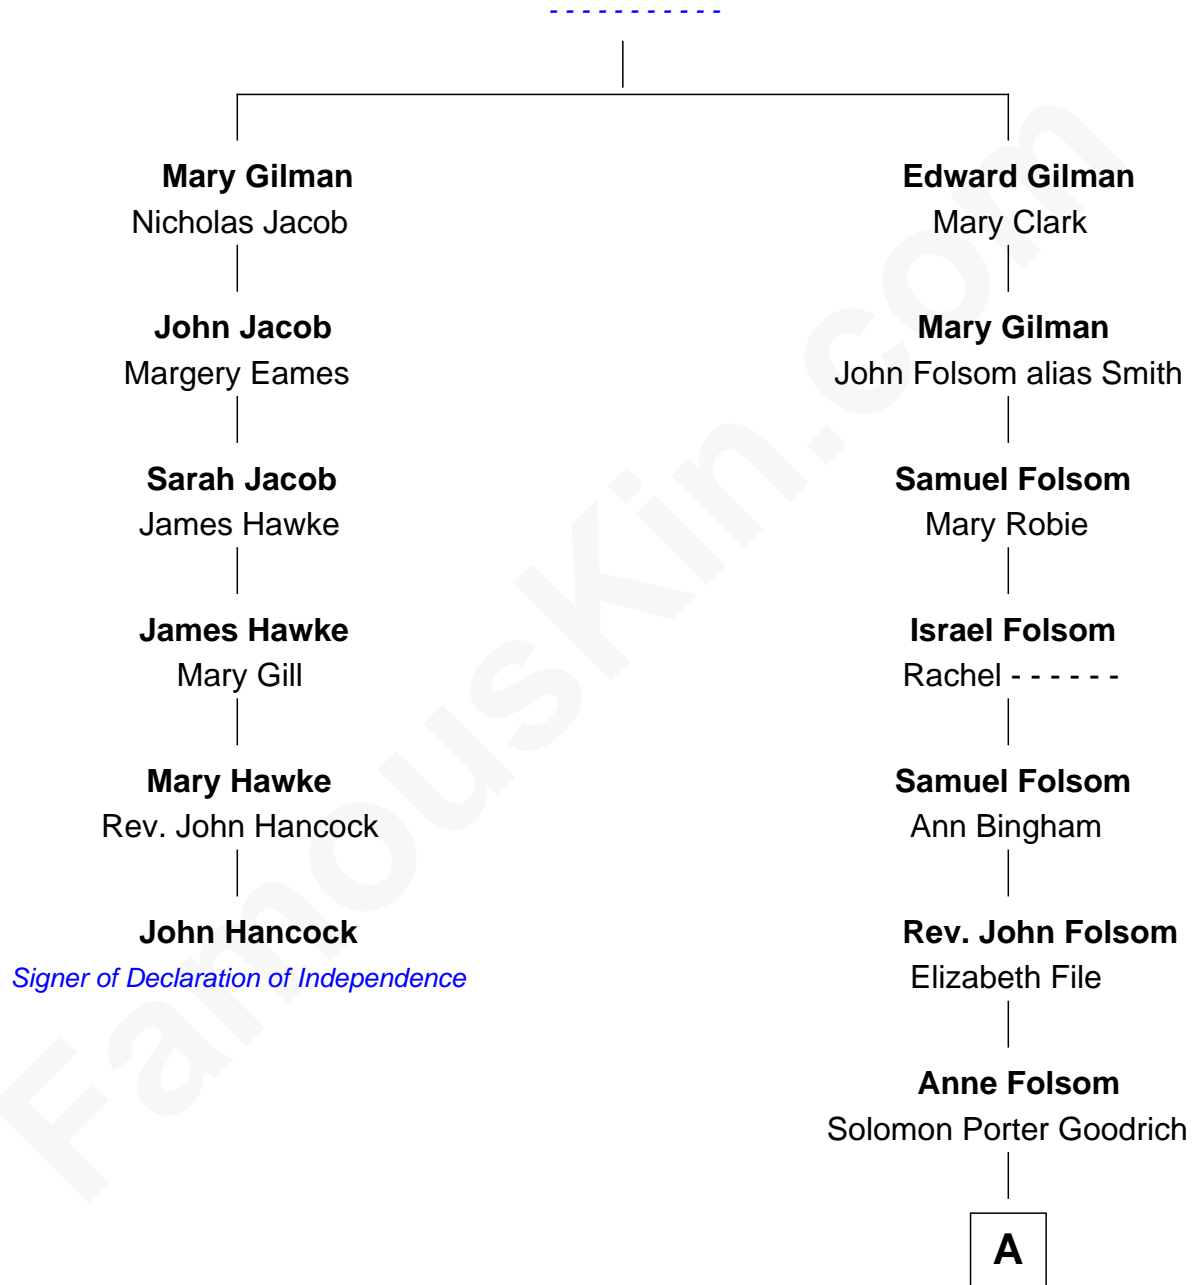 - - - - - - - - - - -
Mary Gilman
Nicholas Jacob
Edward Gilman
Mary Clark
John Jacob
Margery Eames
Mary Gilman
John Folsom alias Smith
Sarah Jacob
James Hawke
Samuel Folsom
Mary Robie
James Hawke
Mary Gill
Israel Folsom
Rachel - - - - - -
Mary Hawke
Rev. John Hancock
Samuel Folsom
Ann Bingham
John Hancock
Signer of Declaration of Independence
Rev. John Folsom
Elizabeth File
Anne Folsom
Solomon Porter Goodrich
A
FamousKin.com